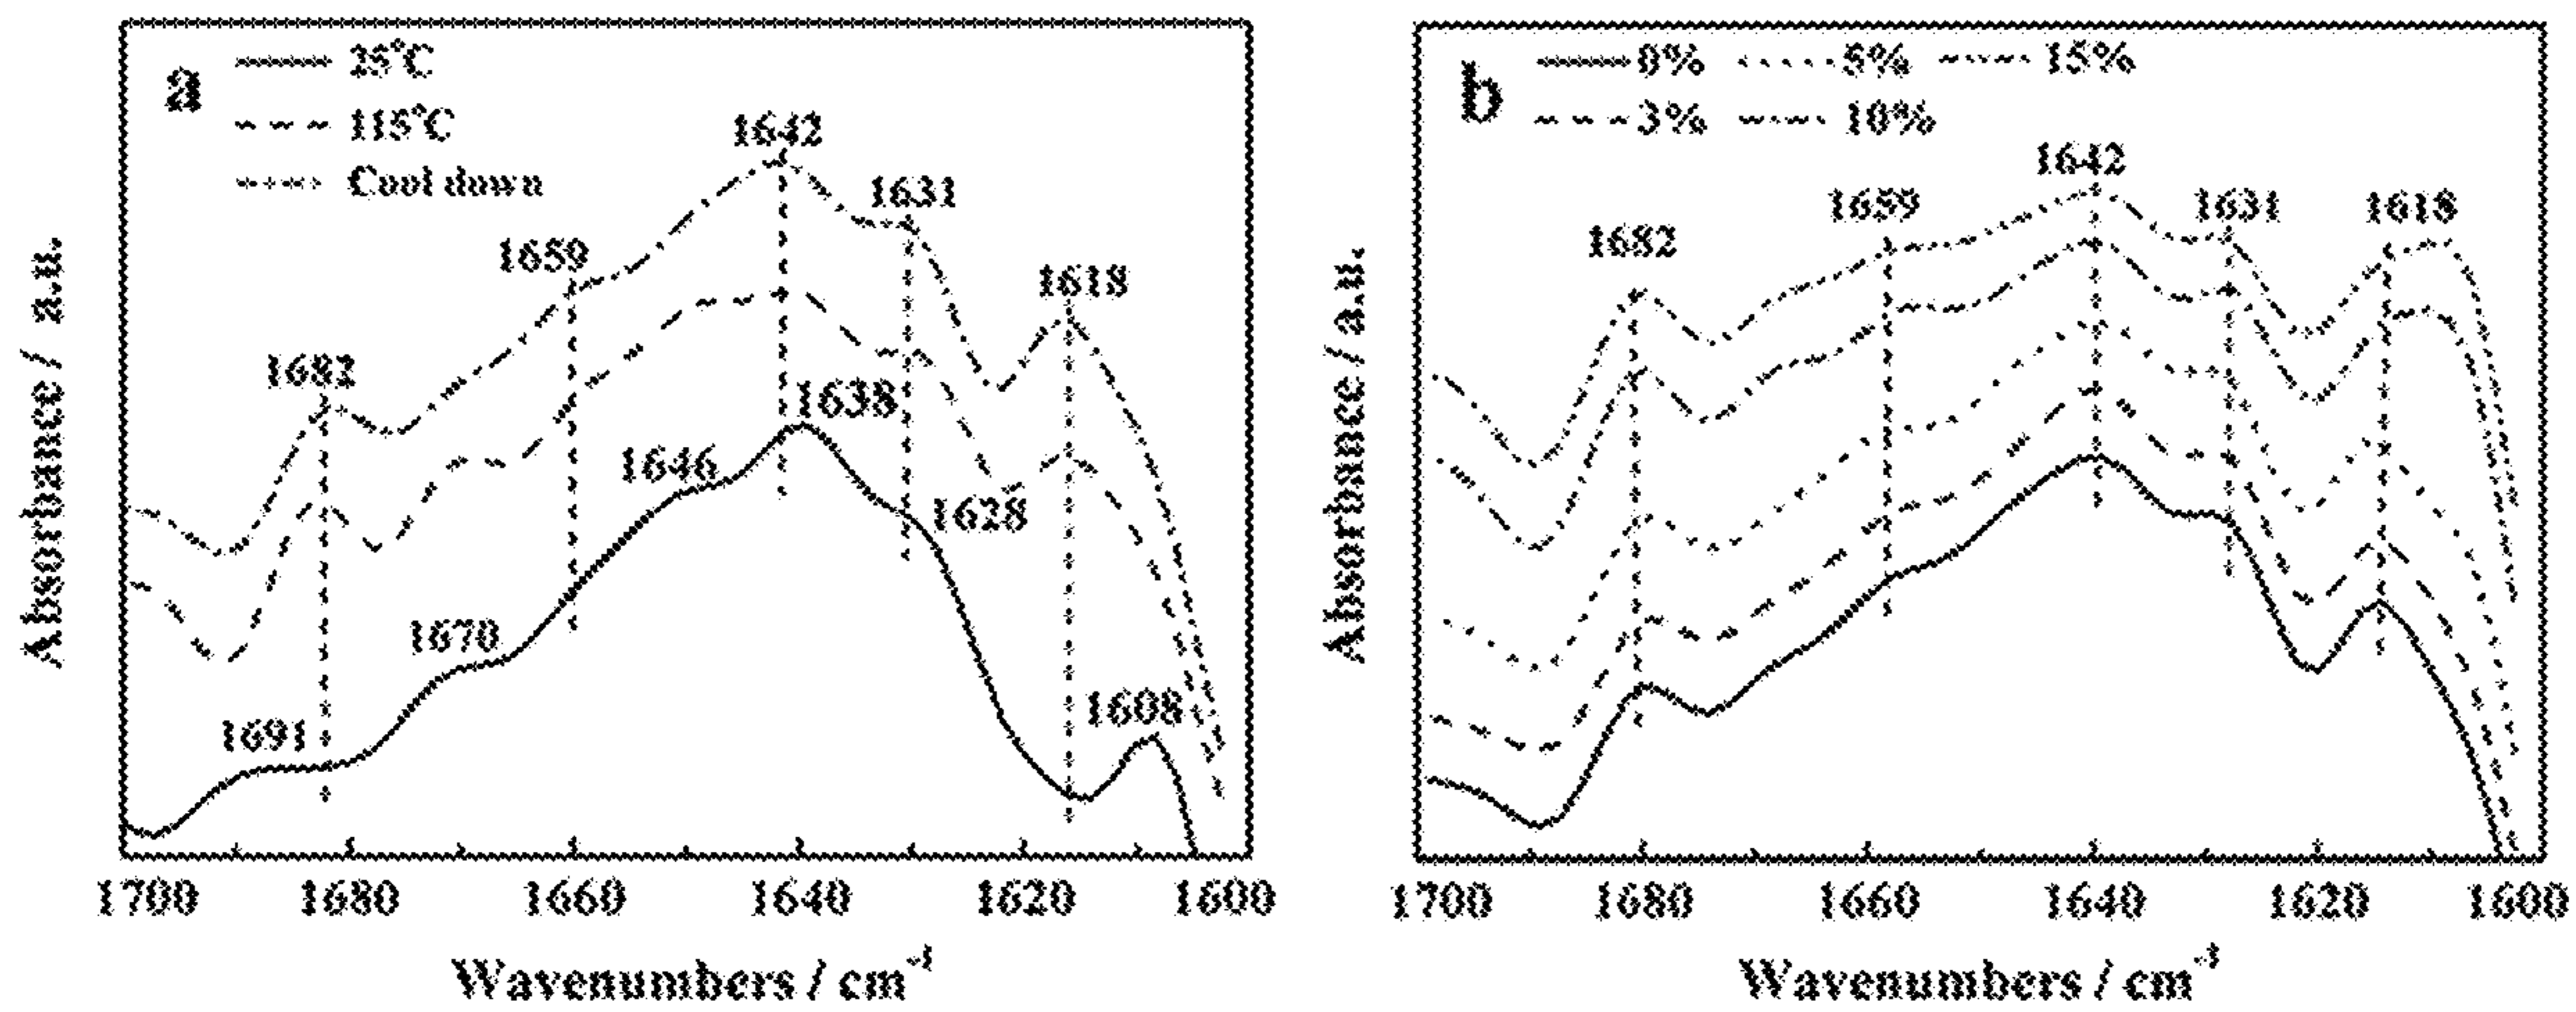 a
25°C
115°C
Cool down
1682
1659
1642
1631
1618
1638
1646
1628
1670
1691
1608
1700 1680 1660 1640 1620 1600
Wavenumbers / cm-1
Absorbance / a.u.
b
0% 5% 15%
3% 10%
1682
1659
1642
1631
1618
1700 1680 1660 1640 1620 1600
Wavenumbers / cm-1
Absorbance / a.u.